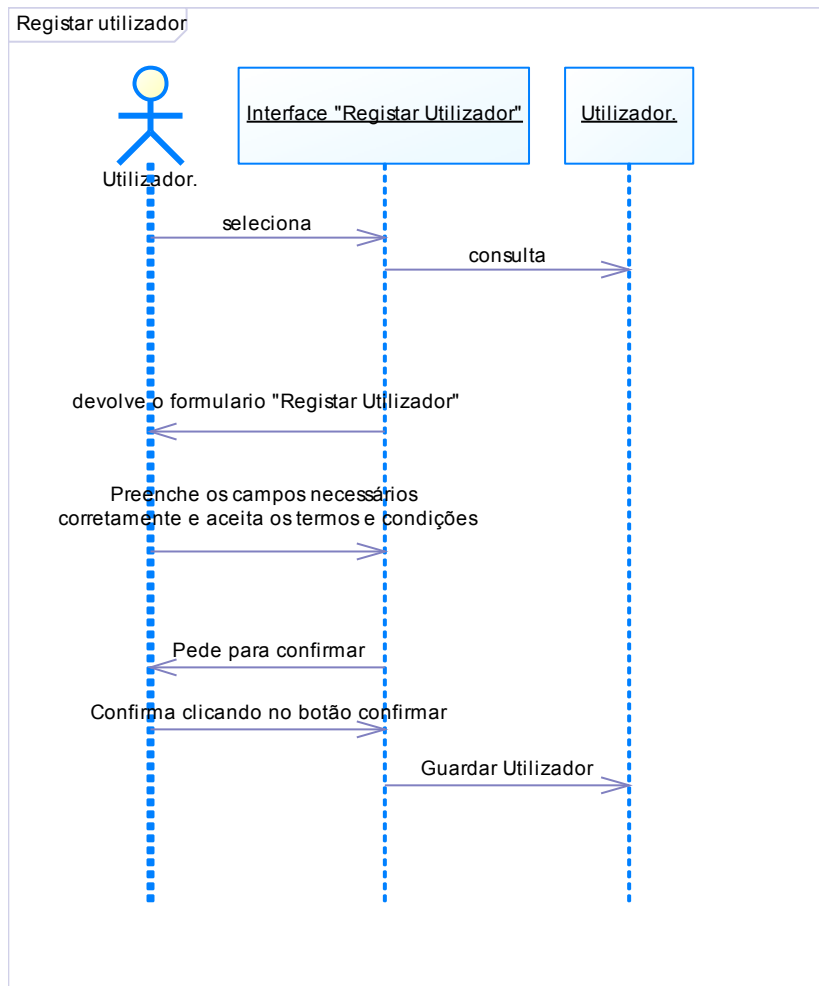 Registar utilizador
Interface "Registar Utilizador"
Utilizador.
Utilizador.
seleciona
consulta
devolve o formulario "Registar Utilizador"
Preenche os campos necessários
corretamente e aceita os termos e condições
Pede para confirmar
Confirma clicando no botão confirmar
Guardar Utilizador